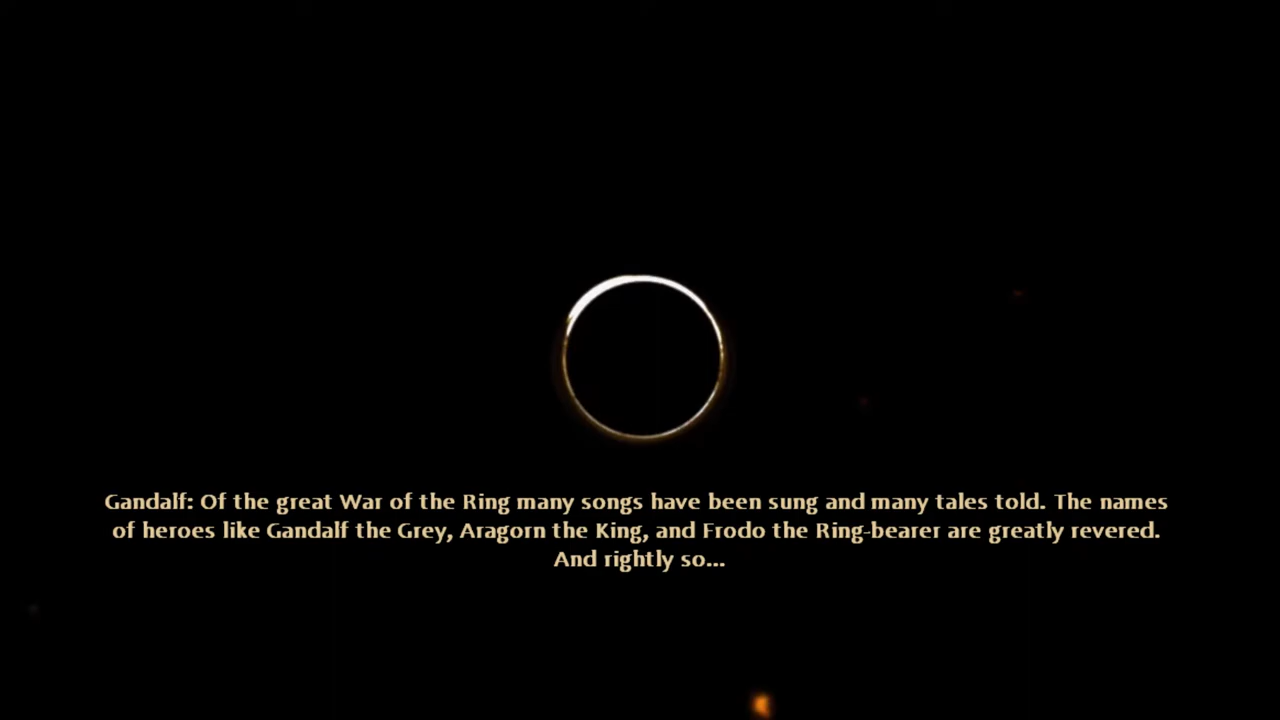 Gandalf: Of the great War of the Ring many songs have been sung and many tales told. The names
of heroes like Gandalf the Grey, Aragorn the King, and Frodo the Ring-bearer are greatly revered.
And rightly so...